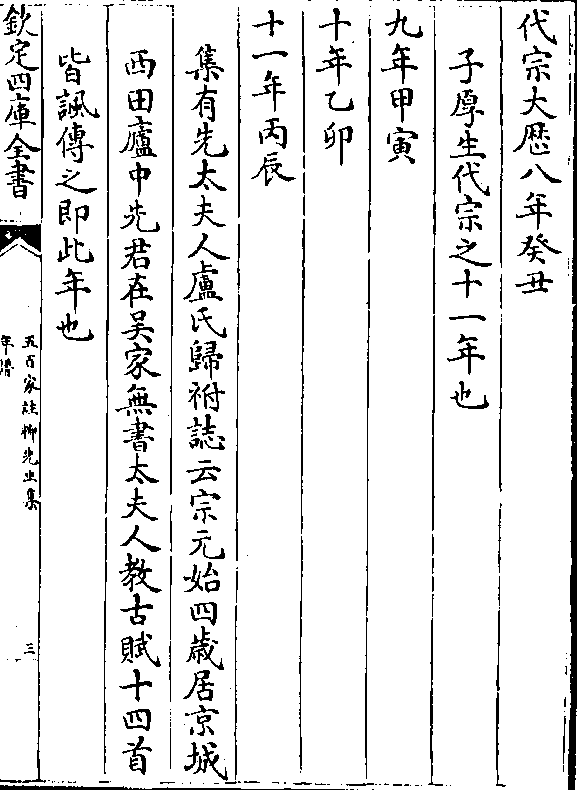 代宗大歴八年癸丑
子厚生代宗之十一年也
九年甲寅
十年乙卯
十一年丙辰
集有先太夫人盧氏歸祔誌云宗元始四歳居京城
西田廬中先君在吴家無書太夫人教古賦十四首
皆諷傳之即此年也
欽定四庫全書
五百家註柳先生集
年譜
三